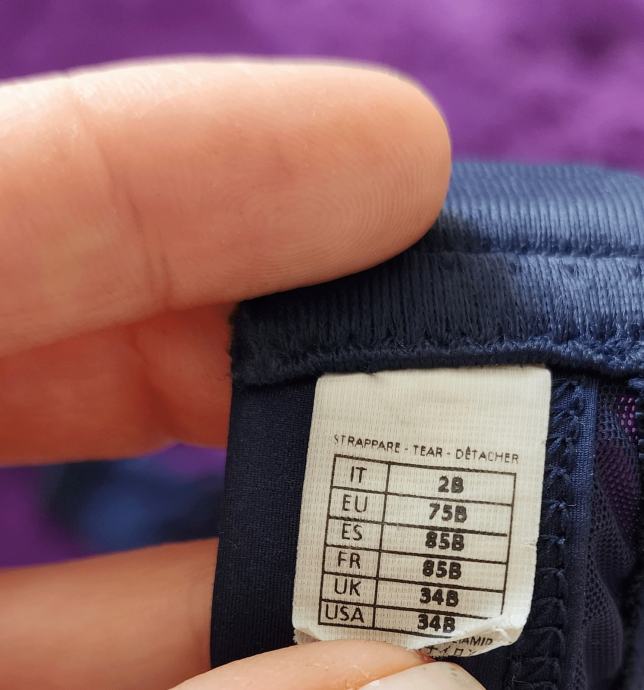 STRAPPARE - TEAR - DÉTACHER
IT 2B
EU 75B
ES 85B
FR 85B
UK 34B
USA 34B